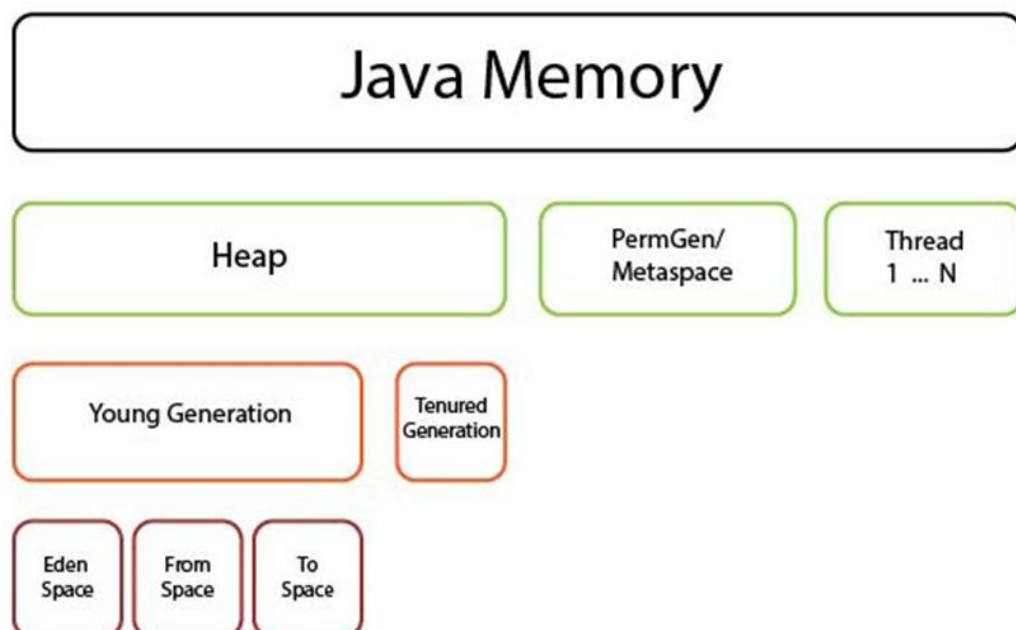 Java Memory
Heap
PermGen/
Metaspace
Thread
1 ... N
Young Generation
Tenured
Generation
Eden
Space
From
Space
To
Space